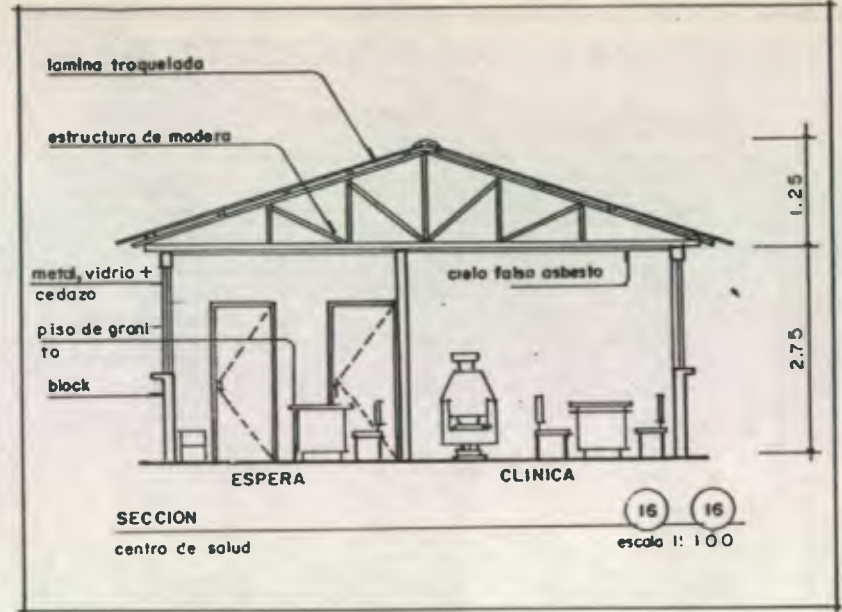 lamina troquelada
estructura de madera
1.25
metal, vidrio +
cedazo
cielo falso asbesto
piso de grani
to
block
2.75
ESPERA
CLINICA
SECCION
16 16
centro de salud
escala 1: 100